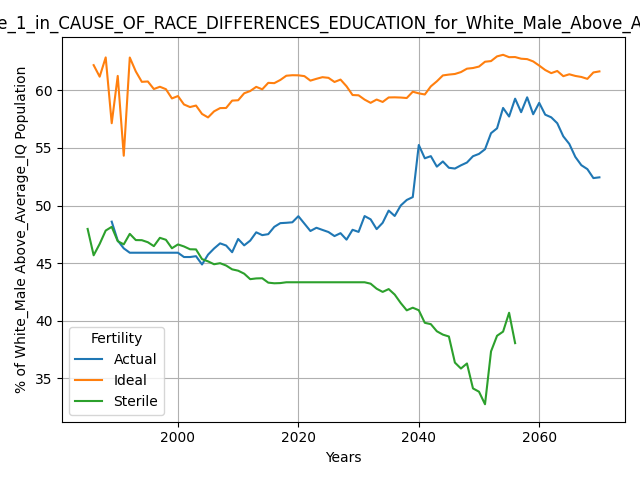 e_1_in_CAUSE_OF_RACE_DIFFERENCES_EDUCATION_for_White_Male_Above_A
% of White_Male Above_Average_IQ Population
60
55
50
45
40
35
Fertility
Actual
Ideal
Sterile
2000
2020
2040
2060
Years